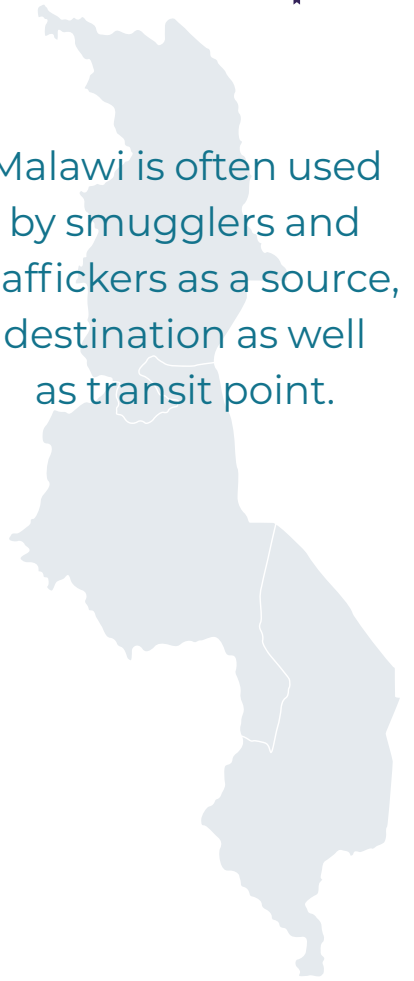 Malawi is often used
by smugglers and
affickers as a source,
destination as well
as transit point.